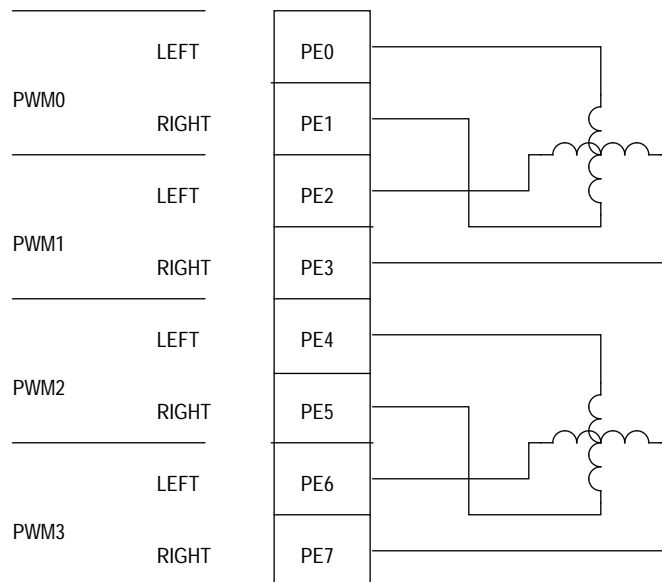 LEFT PE0
PWM0
RIGHT PE1
LEFT PE2
PWM1
RIGHT PE3
LEFT PE4
PWM2
RIGHT PE5
LEFT PE6
PWM3
RIGHT PE7